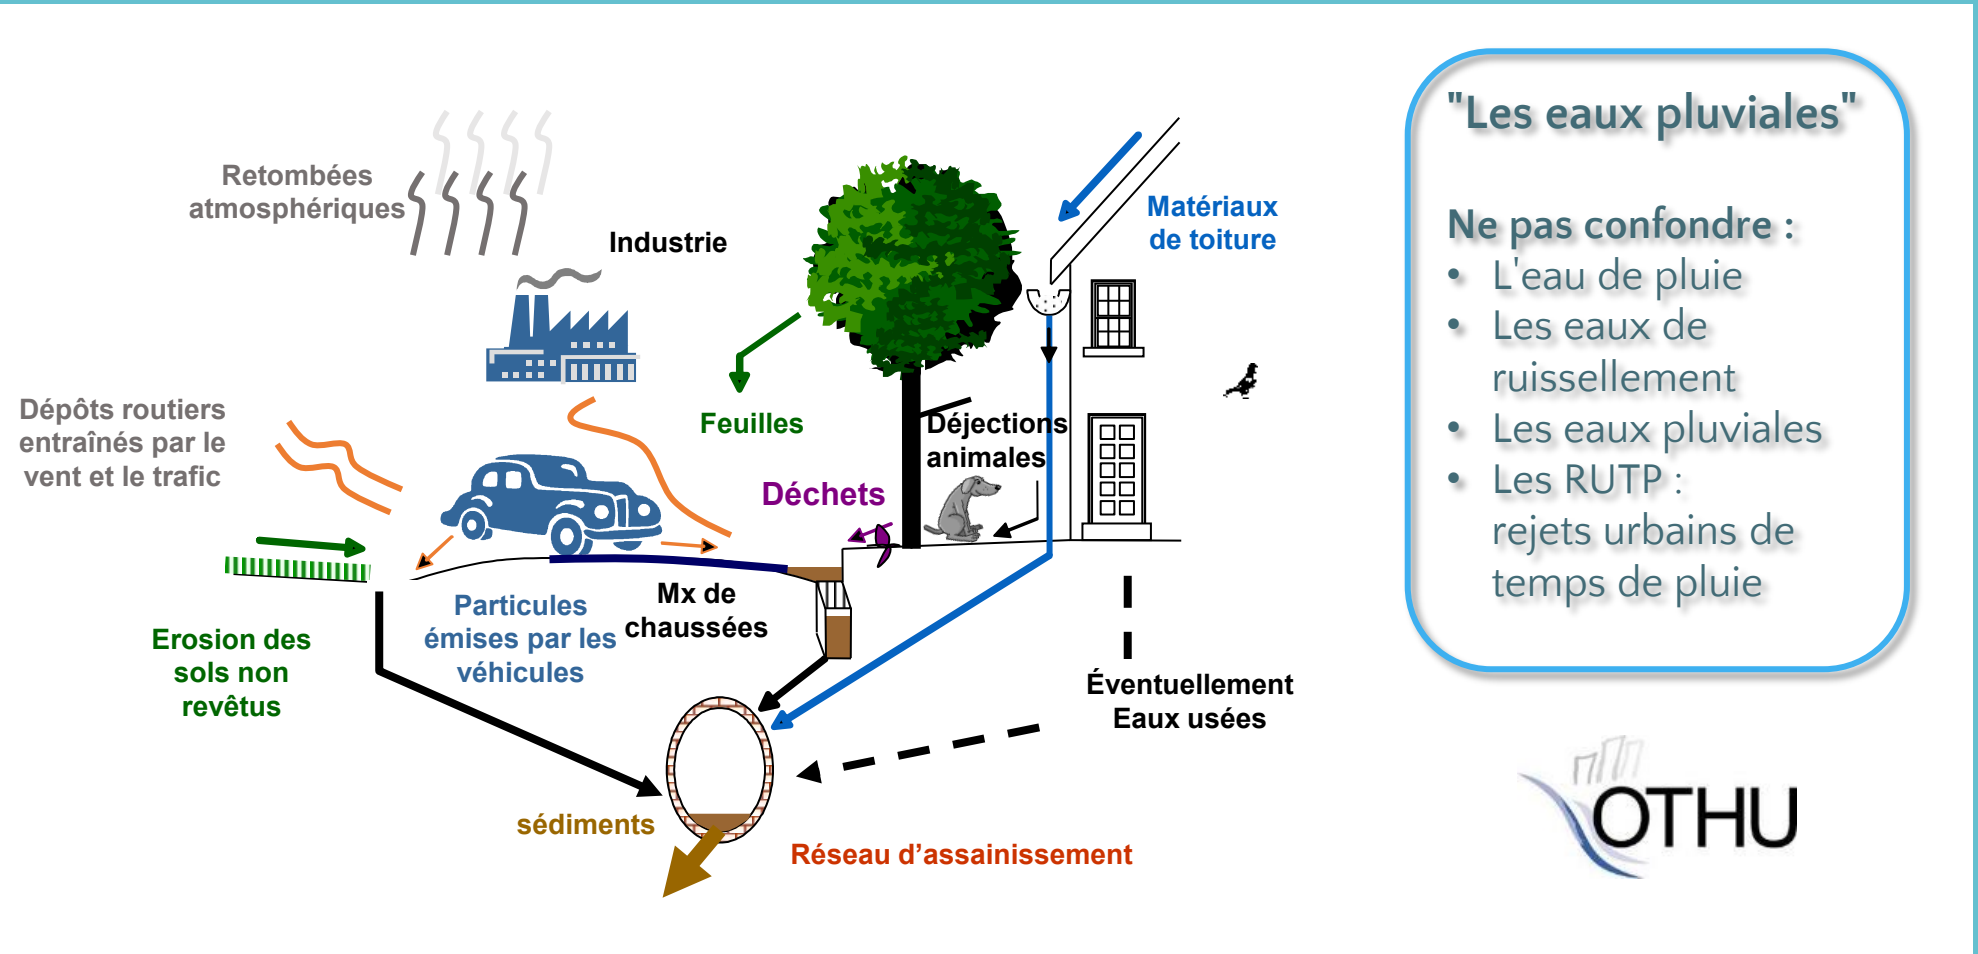 Retombées
atmosphériques
Industrie
Matériaux
de toiture
Dépôts routiers
entraînés par le
vent et le trafic
Feuilles
Déjections
animales
Déchets
Erosion des
sols non
revêtus
Particules
émises par les
véhicules
Mx de
chaussées
Éventuellement
Eaux usées
sédiments
Réseau d’assainissement
"Les eaux pluviales"
Ne pas confondre :
• L'eau de pluie
• Les eaux de
ruissellement
• Les eaux pluviales
• Les RUTP :
rejets urbains de
temps de pluie
OTHU